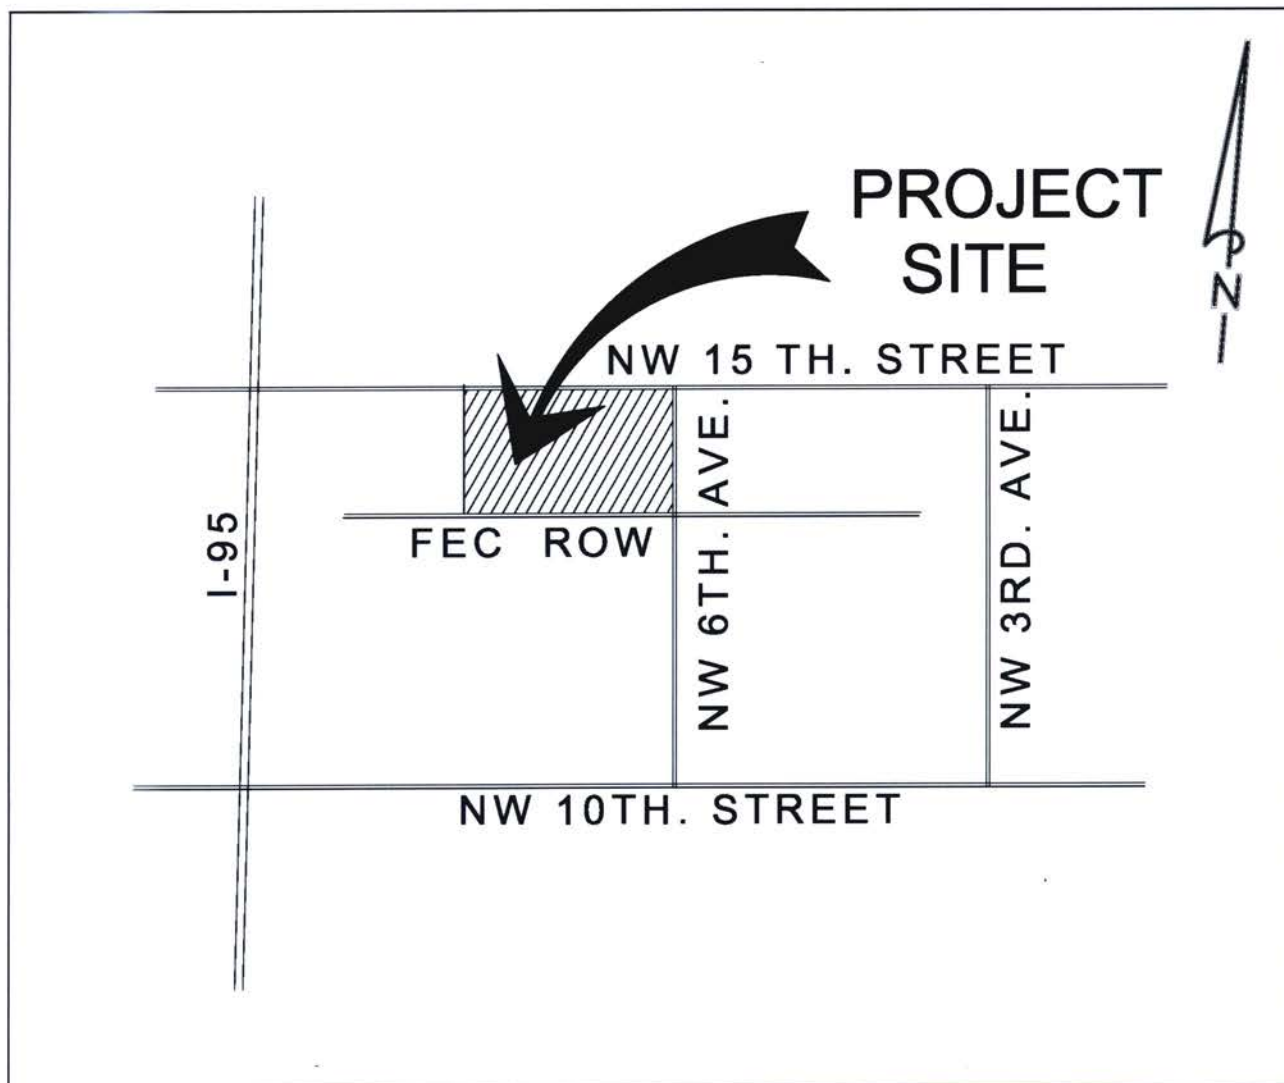 PROJECT
SITE
N
NW 15 TH. STREET
I-95
FEC ROW
NW 6TH. AVE.
NW 3RD. AVE.
NW 10TH. STREET